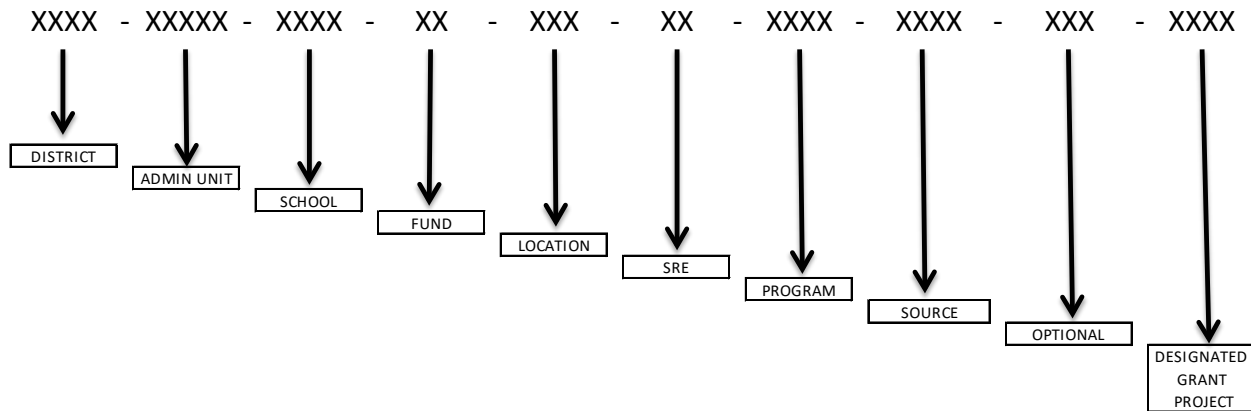 XXXX - XXXXX - XXXX - XX - XXX - XX - XXXX - XXXX - XXX - XXXX
DISTRICT
ADMIN UNIT
SCHOOL
FUND
LOCATION
SRE
PROGRAM
SOURCE
OPTIONAL
DESIGNATED
GRANT
PROJECT